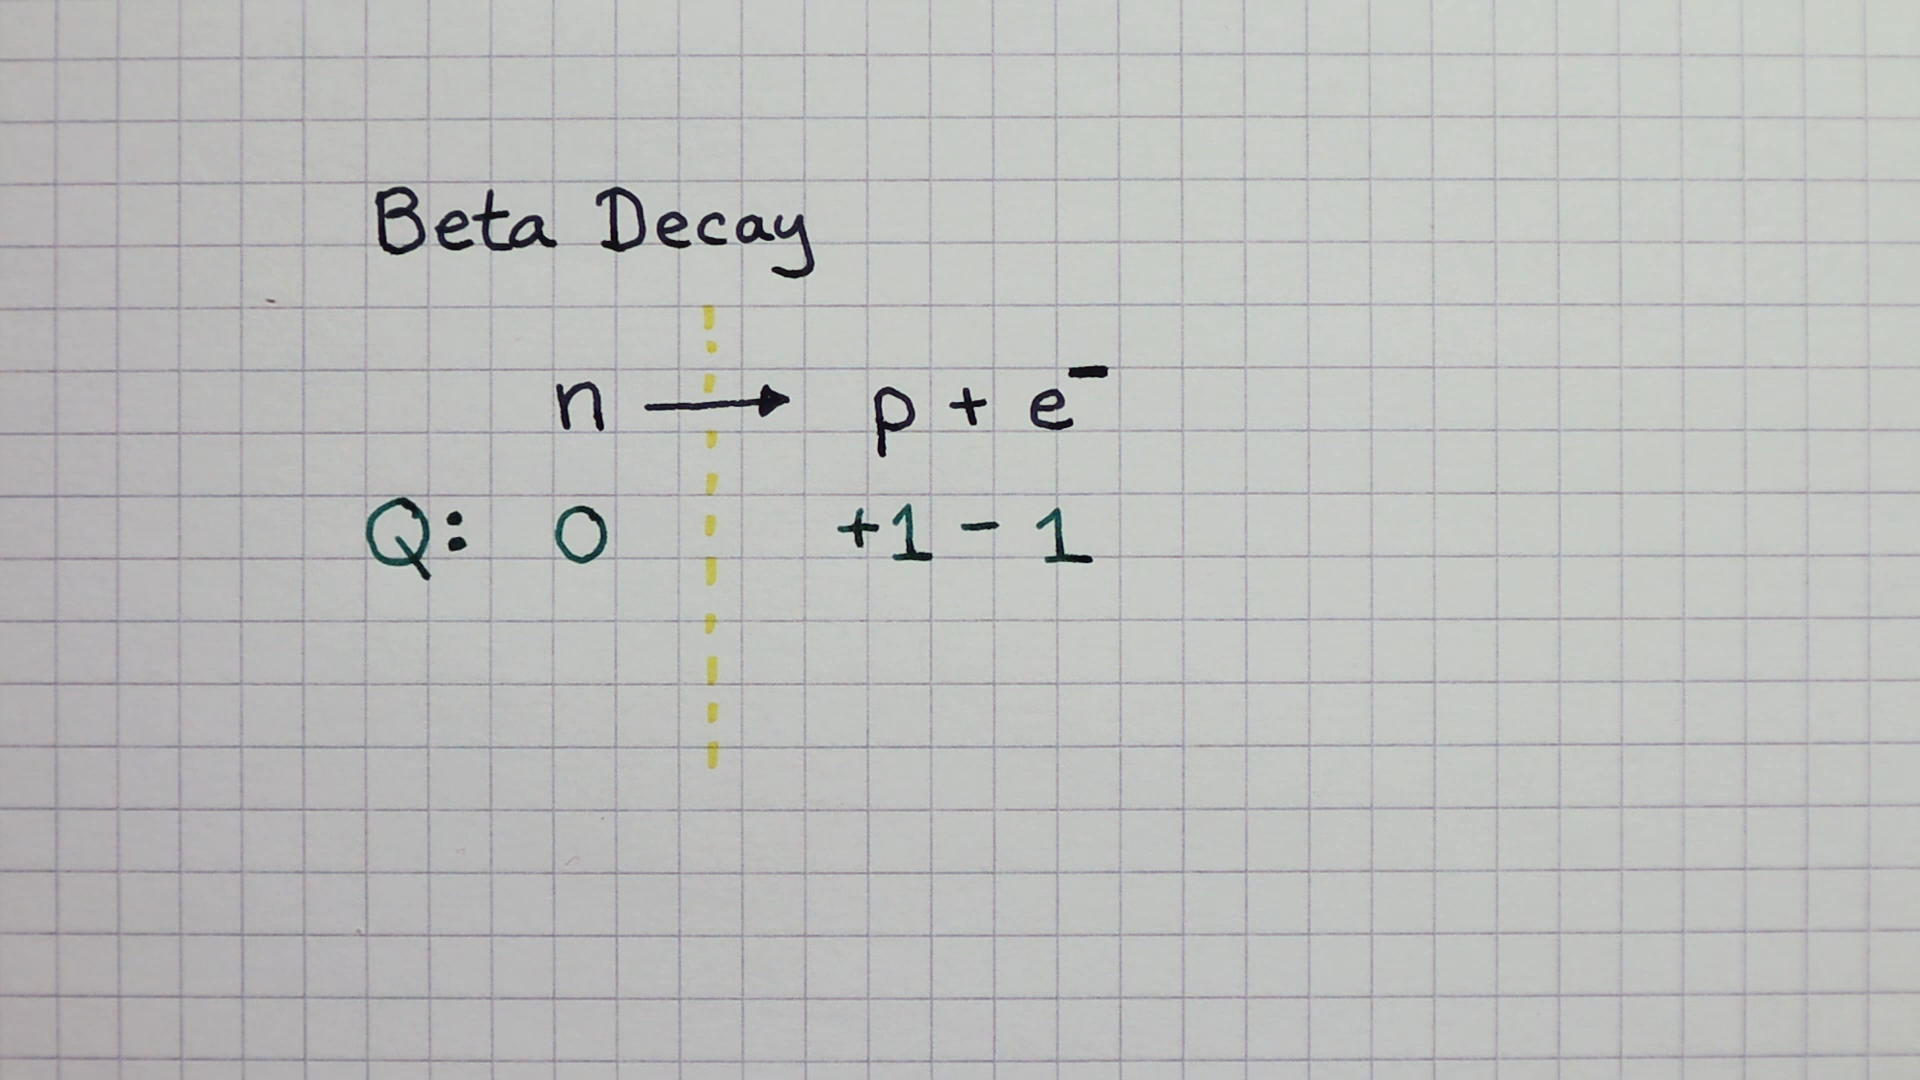 Beta Decay
n → p + e⁻
Q: 0 +1 - 1